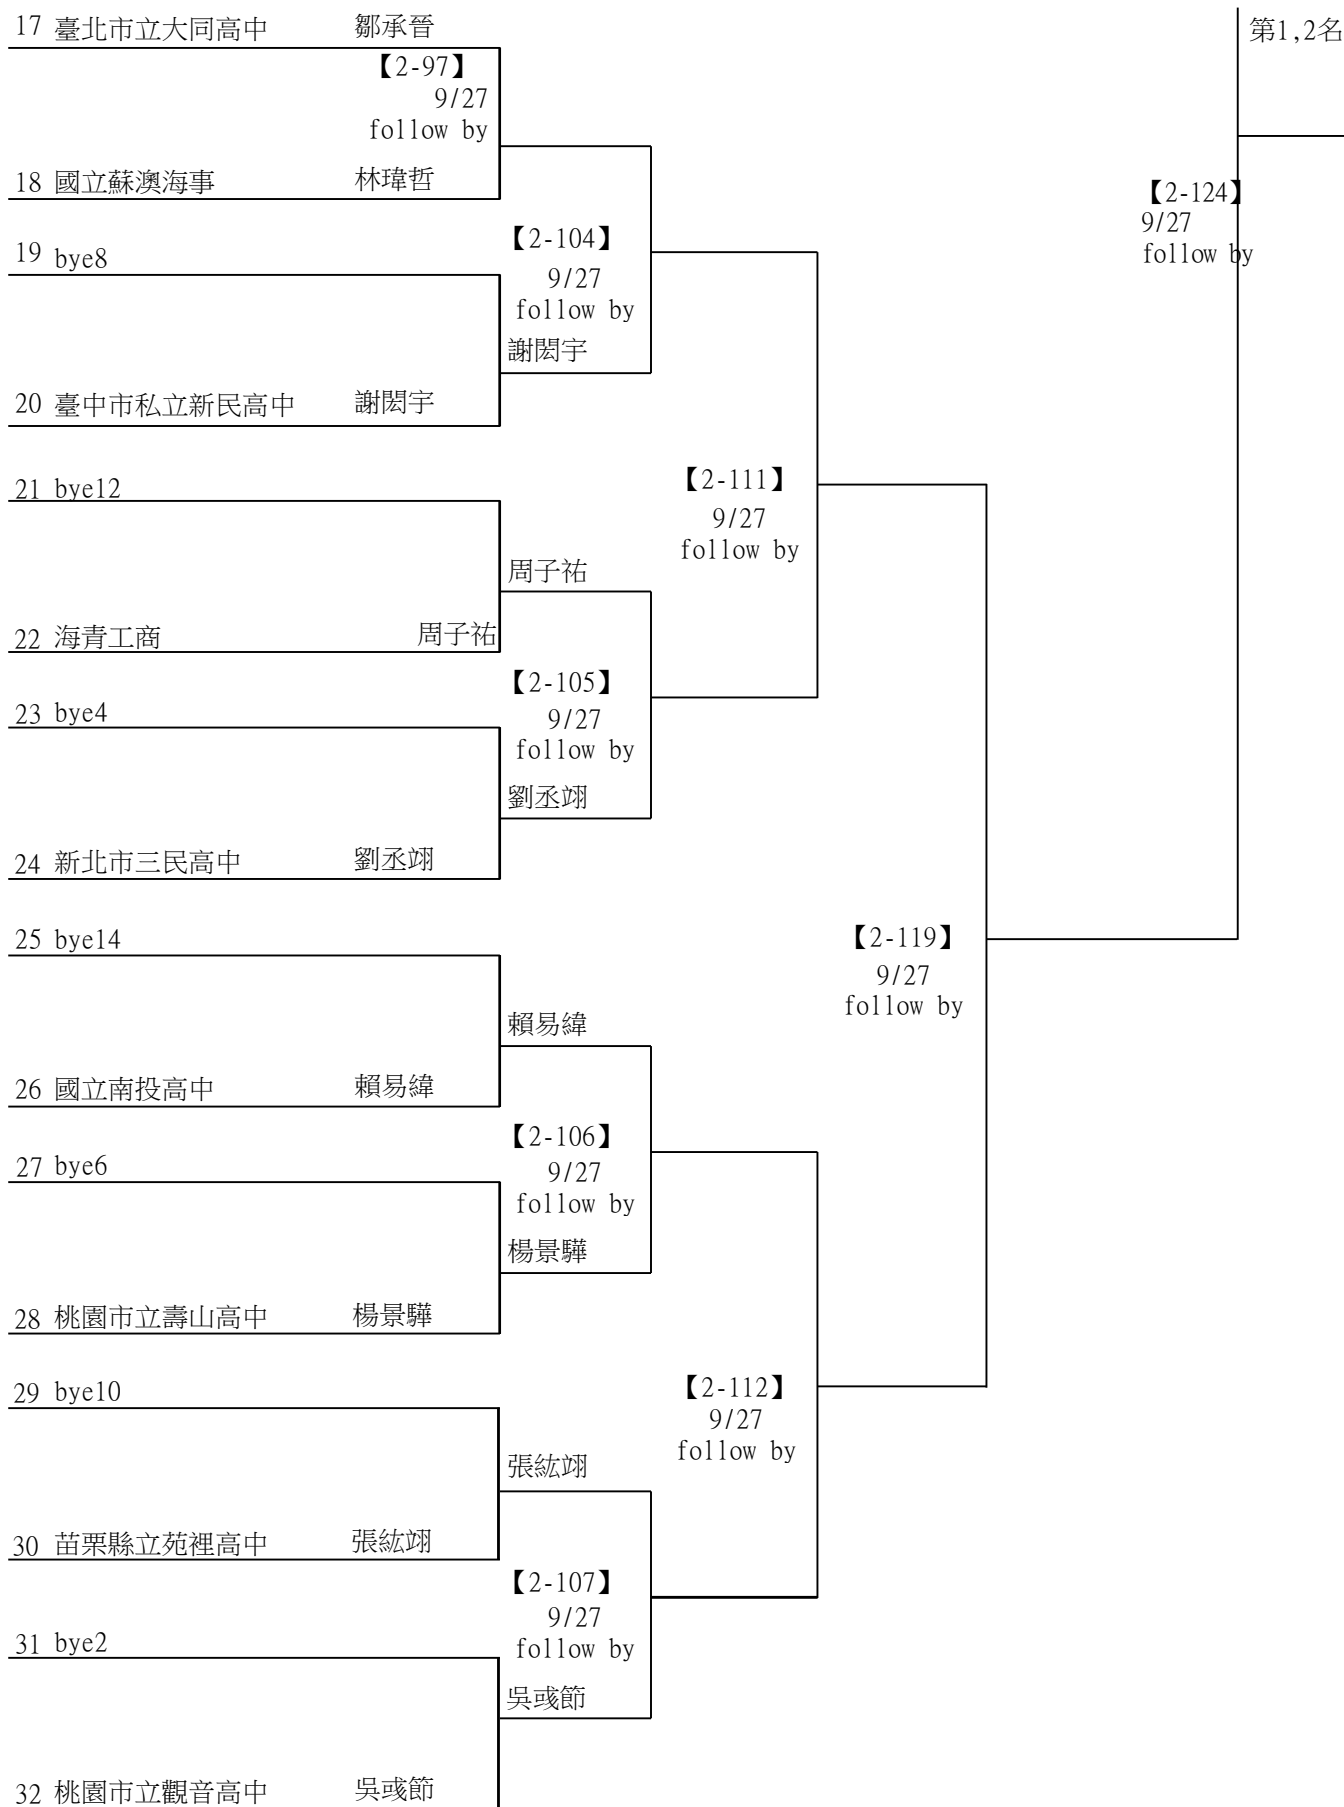 17 臺北市立大同高中 鄒承晉
第1,2名
【2-97】
9/27
follow by
18 國立蘇澳海事 林瑋哲
【2-124】
9/27
follow by
19 bye8
【2-104】
9/27
follow by
謝閎宇
20 臺中市私立新民高中 謝閎宇
21 bye12
【2-111】
9/27
follow by
周子祐
22 海青工商 周子祐
【2-105】
9/27
follow by
23 bye4
劉丞翊
24 新北市三民高中 劉丞翊
25 bye14
【2-119】
9/27
follow by
賴易緯
26 國立南投高中 賴易緯
【2-106】
9/27
follow by
27 bye6
楊景驊
28 桃園市立壽山高中 楊景驊
29 bye10
【2-112】
9/27
follow by
張紘翊
30 苗栗縣立苑裡高中 張紘翊
【2-107】
9/27
follow by
31 bye2
吳彧節
32 桃園市立觀音高中 吳彧節